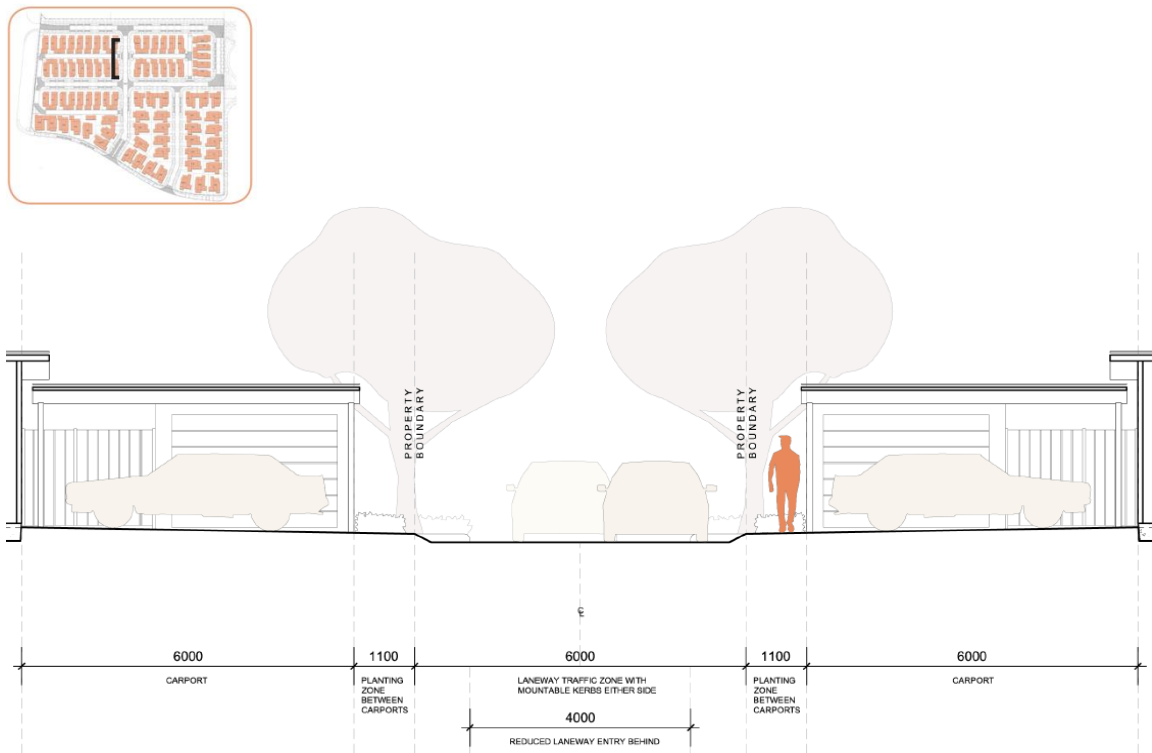 PROPERTY
BOUNDARY
PROPERTY
BOUNDARY
6000
1100
6000
1100
6000
CARPORT
PLANTING
ZONE
BETWEEN
CARPORTS
LANEWAY TRAFFIC ZONE WITH
MOUNTABLE KERBS EITHER SIDE
PLANTING
ZONE
BETWEEN
CARPORTS
CARPORT
4000
REDUCED LANEWAY ENTRY BEHIND